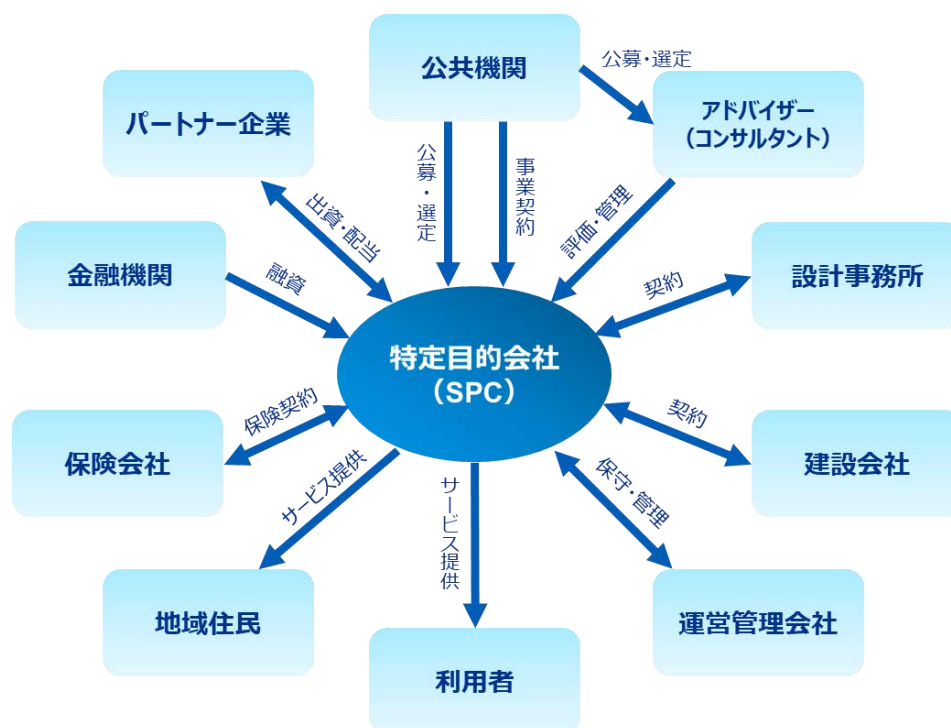 公共機関
公募・選定
パートナー企業
アドバイザー
（コンサルタント）
公募・選定
事業契約
出資・配当
評価・管理
金融機関
融資
契約
設計事務所
特定目的会社
（SPC）
保険会社
保険契約
契約
建設会社
サービス提供
サービス提供
保守・管理
地域住民
利用者
運営管理会社